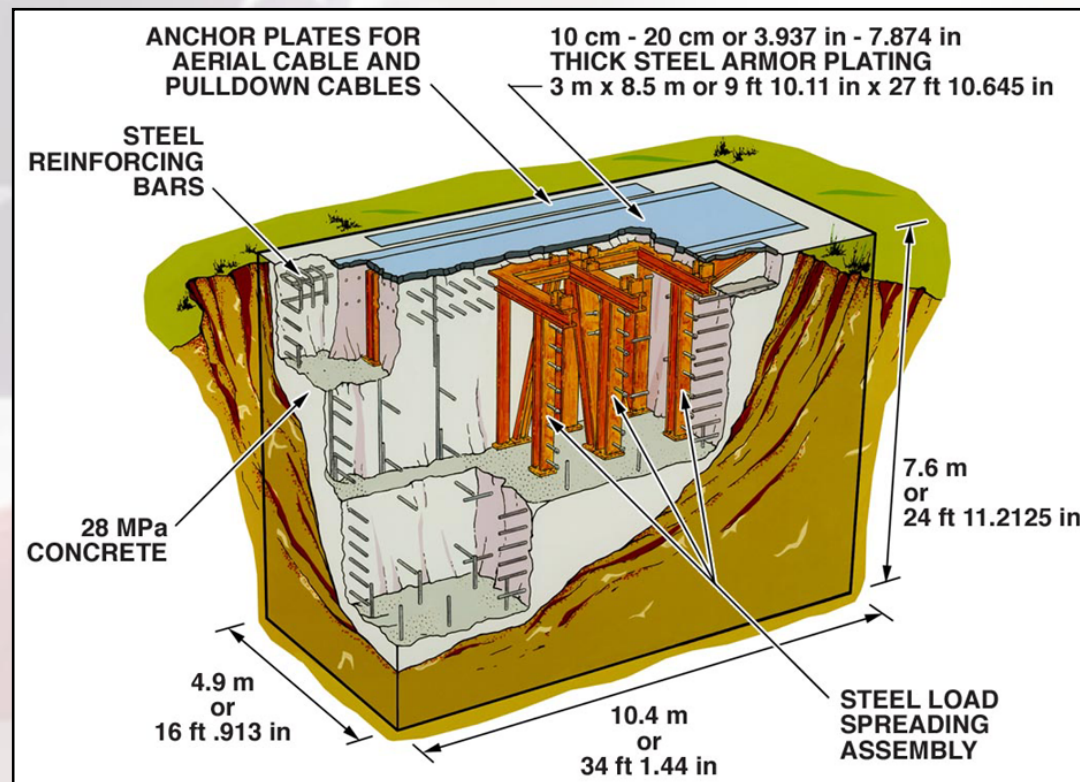 ANCHOR PLATES FOR
AERIAL CABLE AND
PULLDOWN CABLES
10 cm - 20 cm or 3.937 in - 7.874 in
THICK STEEL ARMOR PLATING
3 m x 8.5 m or 9 ft 10.11 in x 27 ft 10.645 in
STEEL
REINFORCING
BARS
28 MPa
CONCRETE
7.6 m
or
24 ft 11.2125 in
4.9 m
or
16 ft .913 in
10.4 m
or
34 ft 1.44 in
STEEL LOAD
SPREADING
ASSEMBLY